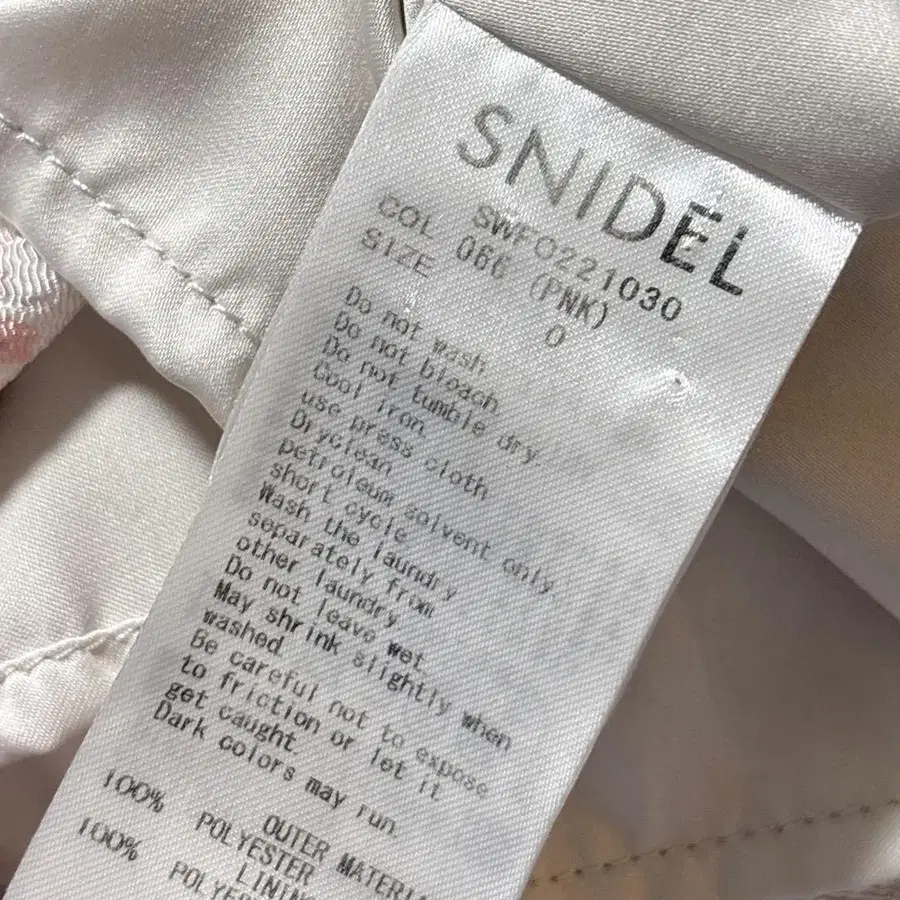 SNIDEL
SWFO221030
COL 066 (PNK)
SIZE 0
Do not wash
Do not bleach.
Do not tumble dry.
Cool iron.
use press cloth
Dryclean
petroleum solvent only.
short cycle
Wash the laundry
separately from
other laundry.
Do not leave wet.
May shrink slightly when
washed.
Be careful not to expose
to friction or let it
get caught.
Dark colors may run.
OUTER MATERIA
100% POLYESTER
LINING
100% POLYE